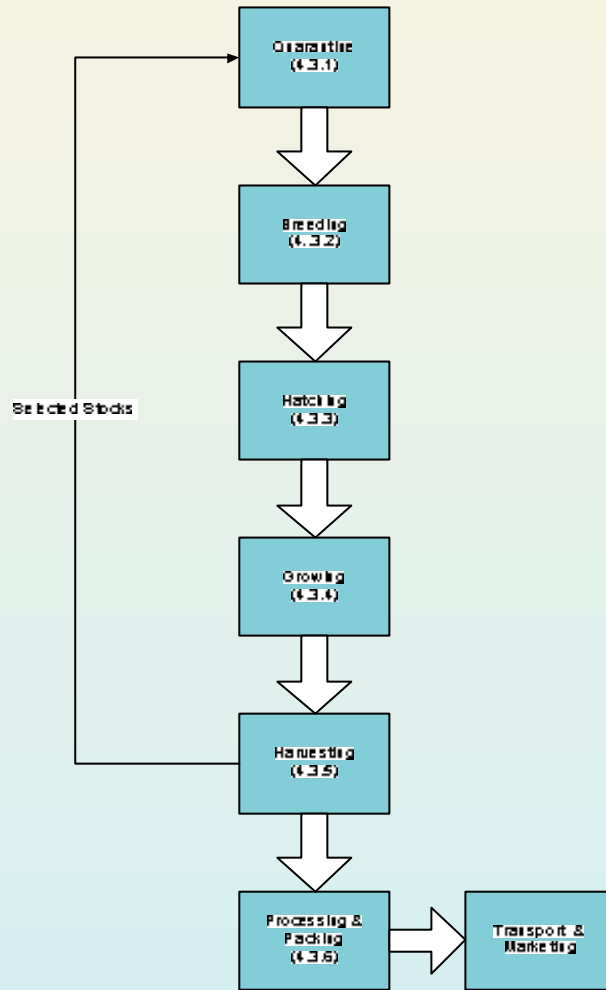 Quarantine
(4.3.1)
Breeding
(4.3.2)
Hatching
(4.3.3)
Selected Stocks
Growing
(4.3.4)
Harvesting
(4.3.5)
Processing &
Packing
(4.3.6)
Transport &
Marketing